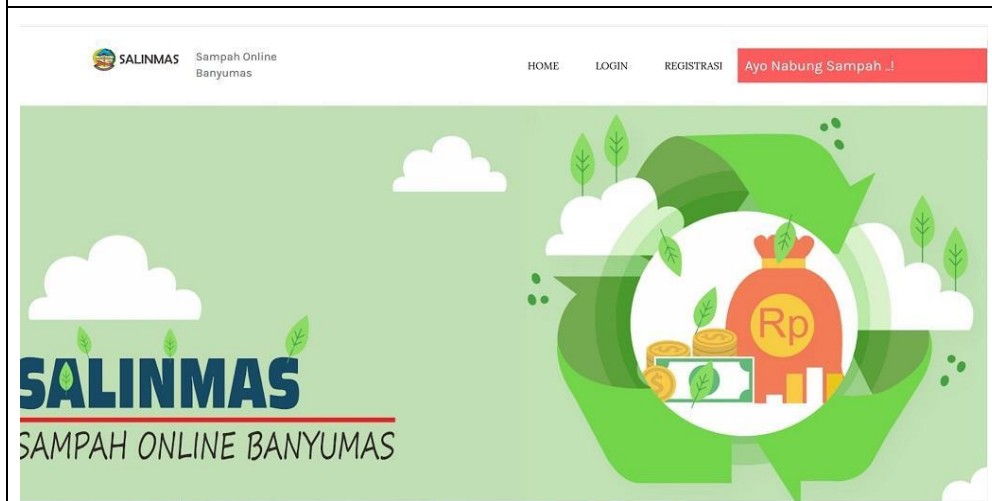 SALINMAS
Sampah Online
Banyumas
HOME
LOGIN
REGISTRASI
Ayo Nabung Sampah ..!
Rp
SALINMAS
SAMPAH ONLINE BANYUMAS